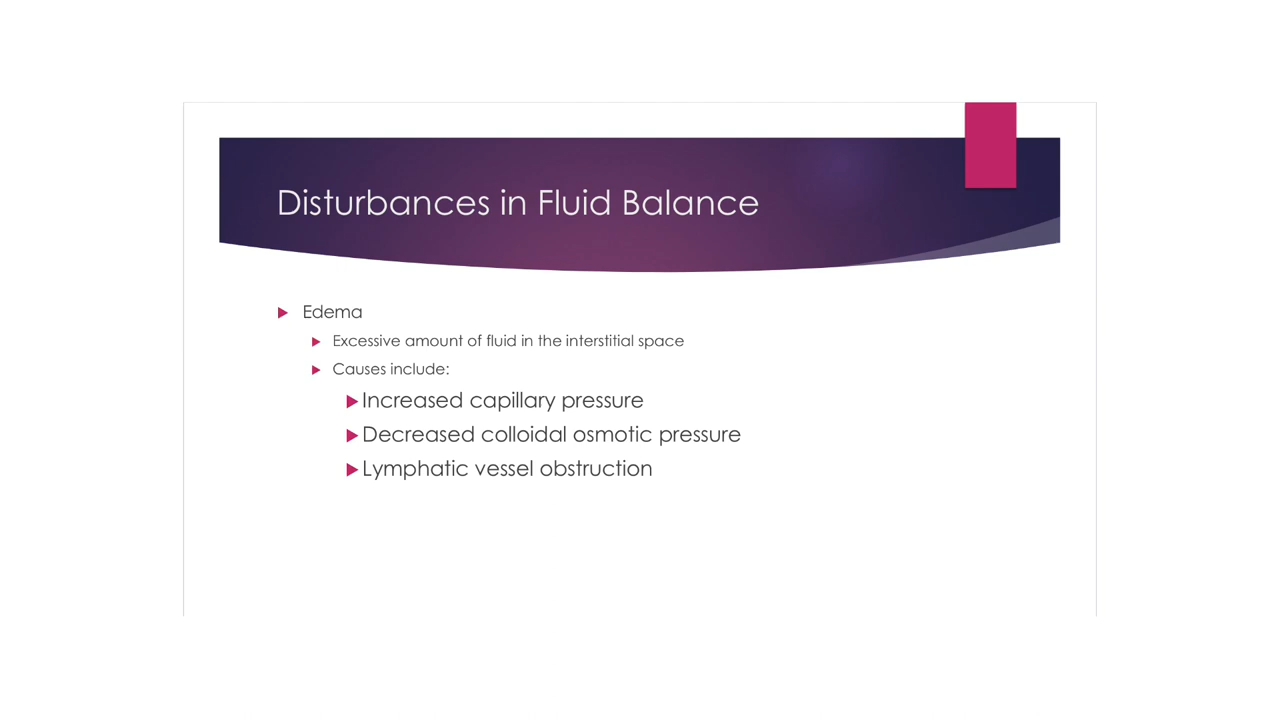 Disturbances in Fluid Balance
Edema
Excessive amount of fluid in the interstitial space
Causes include:
Increased capillary pressure
Decreased colloidal osmotic pressure
Lymphatic vessel obstruction